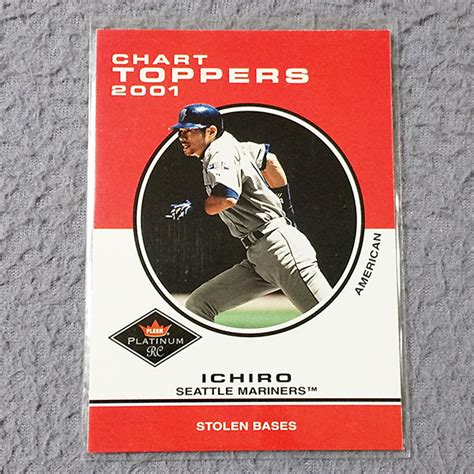 CHART
TOPPERS
2001
AMERICAN
FLEER
PLATINUM
RC
ICHIRO
SEATTLE MARINERS™
STOLEN BASES